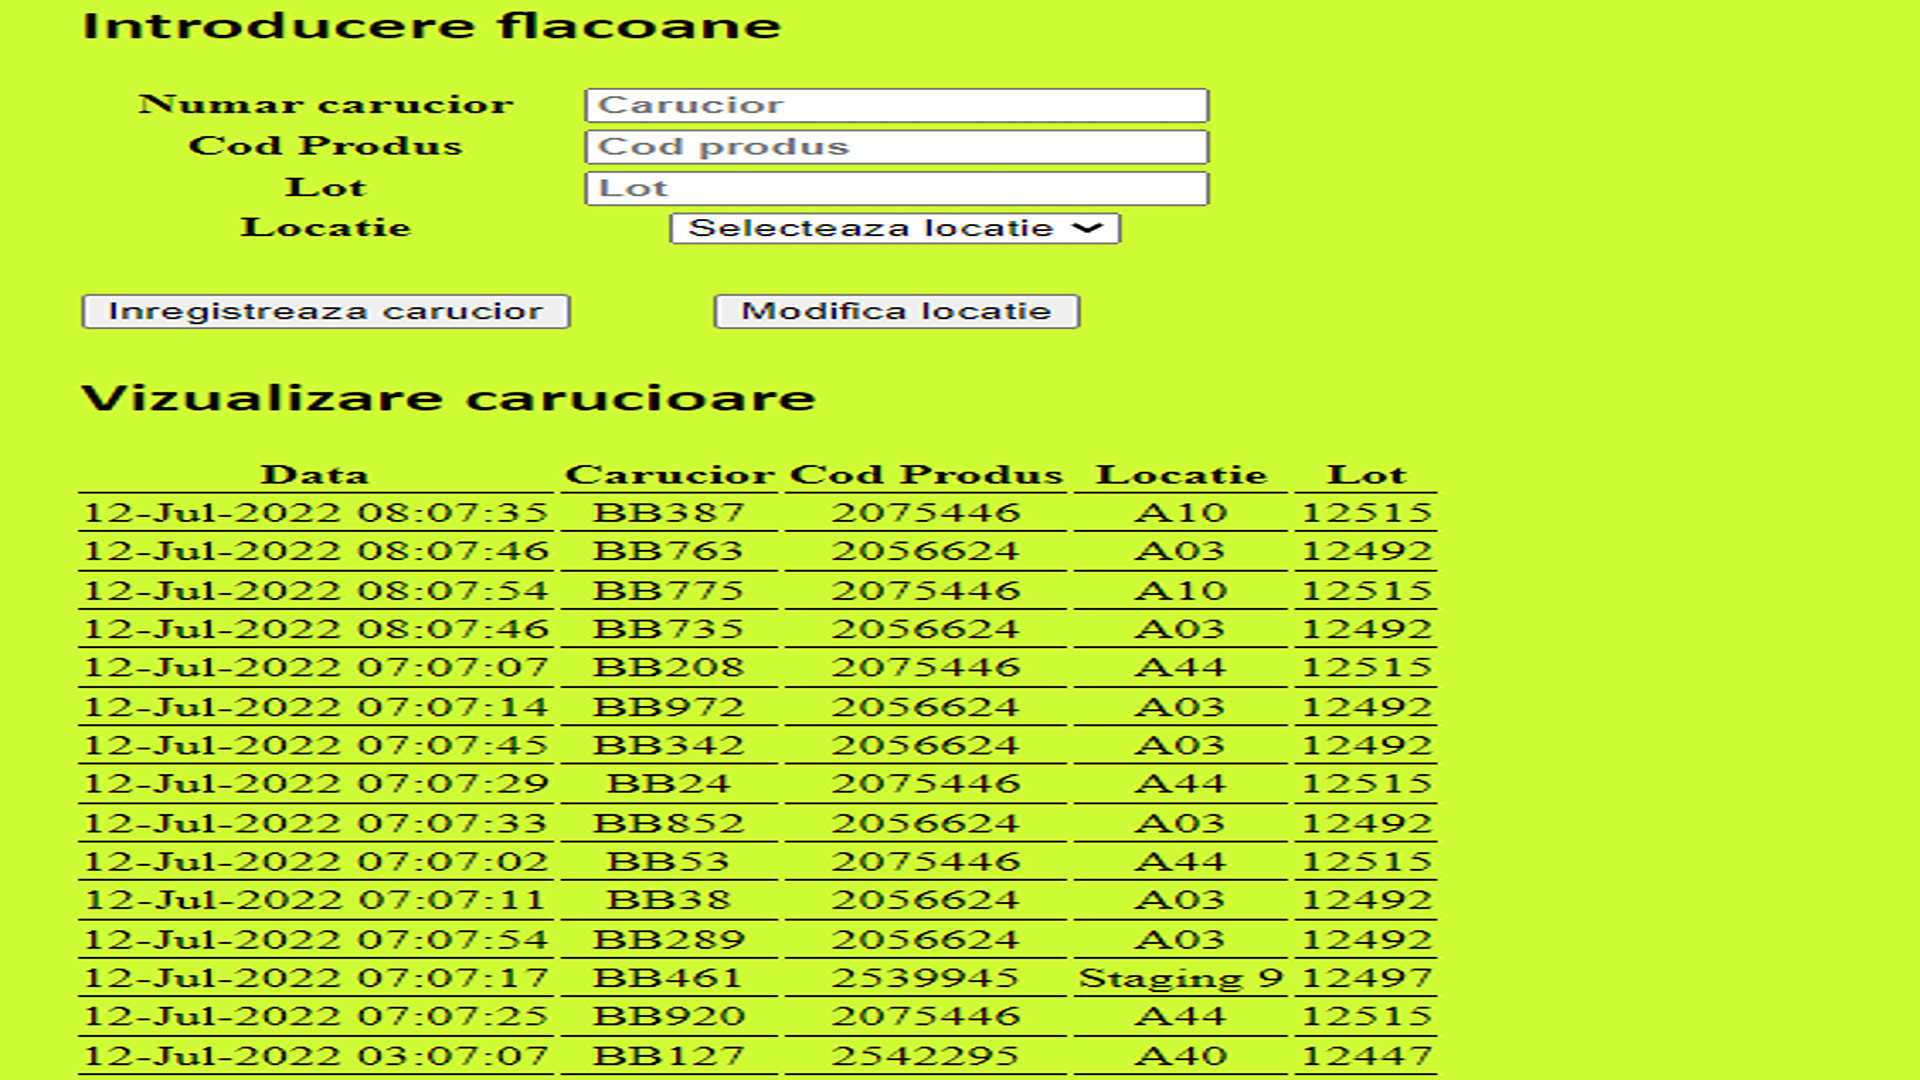 Introducere flacoane
Numar carucior Carucior
Cod Produs Cod produs
Lot Lot
Locatie Selecteaza locatie
Inregistreaza carucior Modifica locatie
Vizualizare carucioare
Data Carucior Cod Produs Locatie Lot
12-Jul-2022 08:07:35 BB387 2075446 A10 12515
12-Jul-2022 08:07:46 BB763 2056624 A03 12492
12-Jul-2022 08:07:54 BB775 2075446 A10 12515
12-Jul-2022 08:07:46 BB735 2056624 A03 12492
12-Jul-2022 07:07:07 BB208 2075446 A44 12515
12-Jul-2022 07:07:14 BB972 2056624 A03 12492
12-Jul-2022 07:07:45 BB342 2056624 A03 12492
12-Jul-2022 07:07:29 BB24 2075446 A44 12515
12-Jul-2022 07:07:33 BB852 2056624 A03 12492
12-Jul-2022 07:07:02 BB53 2075446 A44 12515
12-Jul-2022 07:07:11 BB38 2056624 A03 12492
12-Jul-2022 07:07:54 BB289 2056624 A03 12492
12-Jul-2022 07:07:17 BB461 2539945 Staging 9 12497
12-Jul-2022 07:07:25 BB920 2075446 A44 12515
12-Jul-2022 03:07:07 BB127 2542295 A40 12447